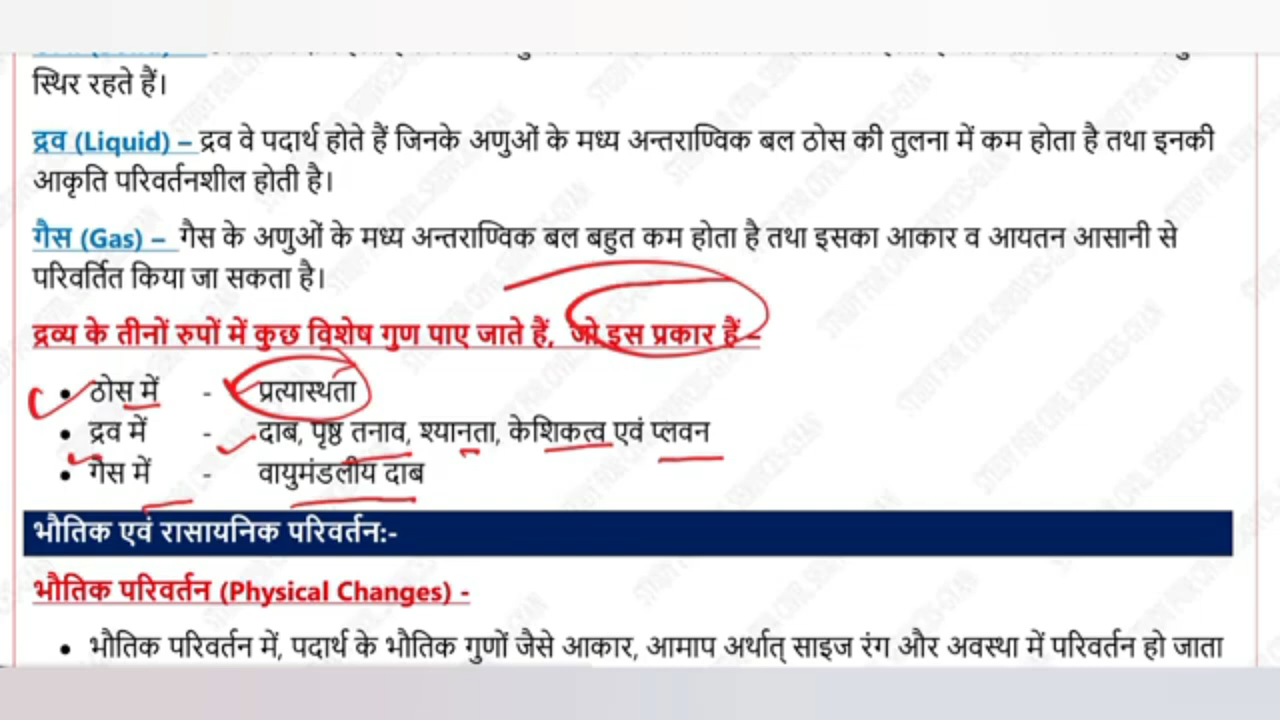 स्थिर रहते हैं।
द्रव (Liquid) – द्रव वे पदार्थ होते हैं जिनके अणुओं के मध्य अन्तराण्विक बल ठोस की तुलना में कम होता है तथा इनकी
आकृति परिवर्तनशील होती है।
गैस (Gas) – गैस के अणुओं के मध्य अन्तराण्विक बल बहुत कम होता है तथा इसका आकार व आयतन आसानी से
परिवर्तित किया जा सकता है।
द्रव्य के तीनों रुपों में कुछ विशेष गुण पाए जाते हैं, जो इस प्रकार हैं –
• ठोस में - प्रत्यास्थता
• द्रव में - दाब, पृष्ठ तनाव, श्यानता, केशिकत्व एवं प्लवन
• गैस में - वायुमंडलीय दाब
भौतिक एवं रासायनिक परिवर्तन:-
भौतिक परिवर्तन (Physical Changes) -
• भौतिक परिवर्तन में, पदार्थ के भौतिक गुणों जैसे आकार, आमाप अर्थात् साइज रंग और अवस्था में परिवर्तन हो जाता